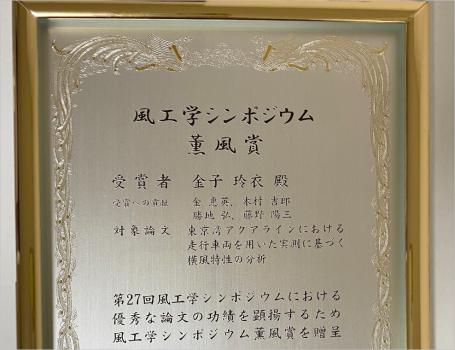 風工学シンポジウム
薫風賞
受賞者 金子 玲衣 殿
受賞への貢献 金 恵英、木村 吉郎
勝地 弘、藤野 陽三
対象論文 東京湾アクアラインにおける
走行車両を用いた実測に基づく
横風特性の分析
第27回風工学シンポジウムにおける
優秀な論文の功績を顕揚するため
風工学シンポジウム薫風賞を贈呈